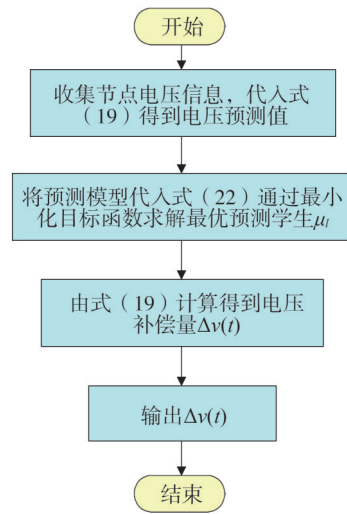 开始
收集节点电压信息，代入式
（19）得到电压预测值
将预测模型代入式（22）通过最小
化目标函数求解最优预测学生μₗ
由式（19）计算得到电压
补偿量Δv(t)
输出Δv(t)
结束